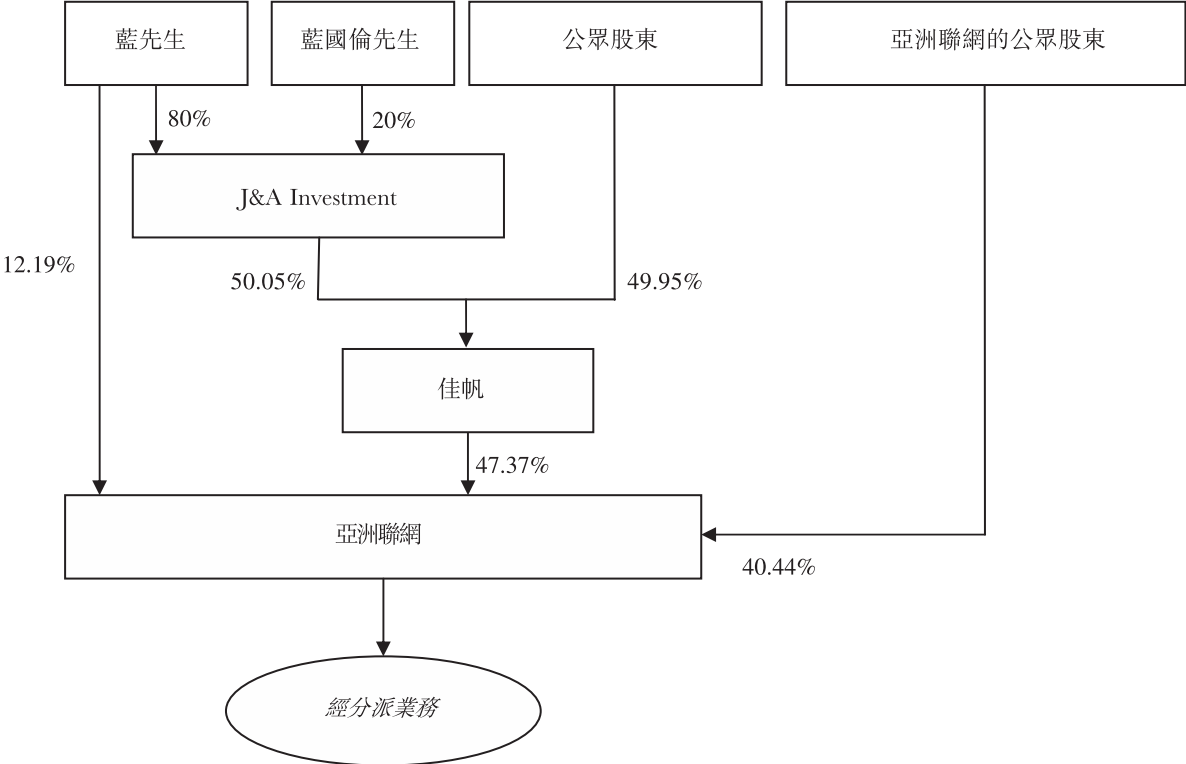 藍先生
藍國倫先生
公眾股東
亞洲聯網的公眾股東
80%
20%
J&A Investment
12.19%
50.05%
49.95%
佳帆
47.37%
亞洲聯網
40.44%
經分派業務